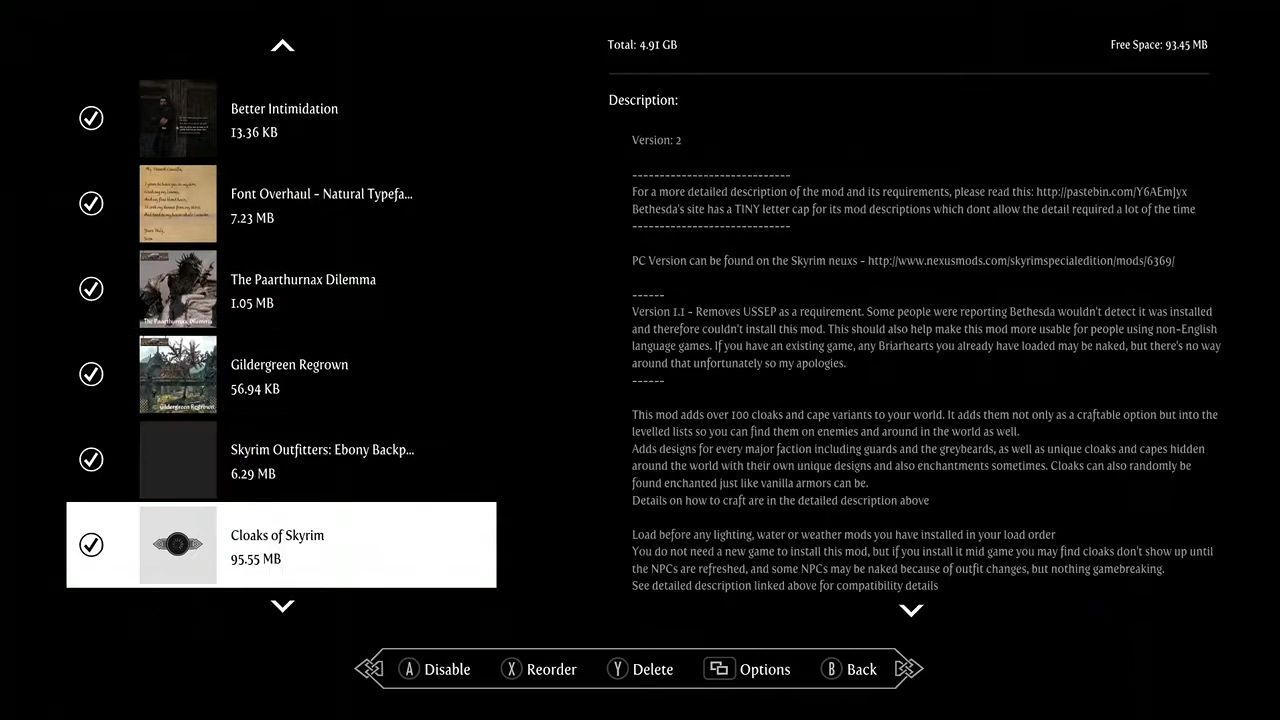 Total: 4.91 GB
Free Space: 93.45 MB
Better Intimidation
13.36 KB
Font Overhaul - Natural Typefa...
7.23 MB
The Paarthurnax Dilemma
The Paarthurnax Dilemma
1.05 MB
Gildergreen Regrown
56.94 KB
Gildergreen Regrown
Skyrim Outfitters: Ebony Backp...
6.29 MB
Cloaks of Skyrim
95.55 MB
Description:
Version: 2
----------------------------
For a more detailed description of the mod and its requirements, please read this: http://pastebin.com/Y6AEmJyx
Bethesda's site has a TINY letter cap for its mod descriptions which dont allow the detail required a lot of the time
----------------------------
PC Version can be found on the Skyrim neuxs - http://www.nexusmods.com/skyrimspecialedition/mods/6369/
------
Version 1.1 - Removes USSEP as a requirement. Some people were reporting Bethesda wouldn't detect it was installed
and therefore couldn't install this mod. This should also help make this mod more usable for people using non-English
language games. If you have an existing game, any Briarhearts you already have loaded may be naked, but there's no way
around that unfortunately so my apologies.
------
This mod adds over 100 cloaks and cape variants to your world. It adds them not only as a craftable option but into the
levelled lists so you can find them on enemies and around in the world as well.
Adds designs for every major faction including guards and the greybeards, as well as unique cloaks and capes hidden
around the world with their own unique designs and also enchantments sometimes. Cloaks can also randomly be
found enchanted just like vanilla armors can be.
Details on how to craft are in the detailed description above
Load before any lighting, water or weather mods you have installed in your load order
You do not need a new game to install this mod, but if you install it mid game you may find cloaks don't show up until
the NPCs are refreshed, and some NPCs may be naked because of outfit changes, but nothing gamebreaking.
See detailed description linked above for compatibility details
A Disable
X Reorder
Y Delete
Options
B Back